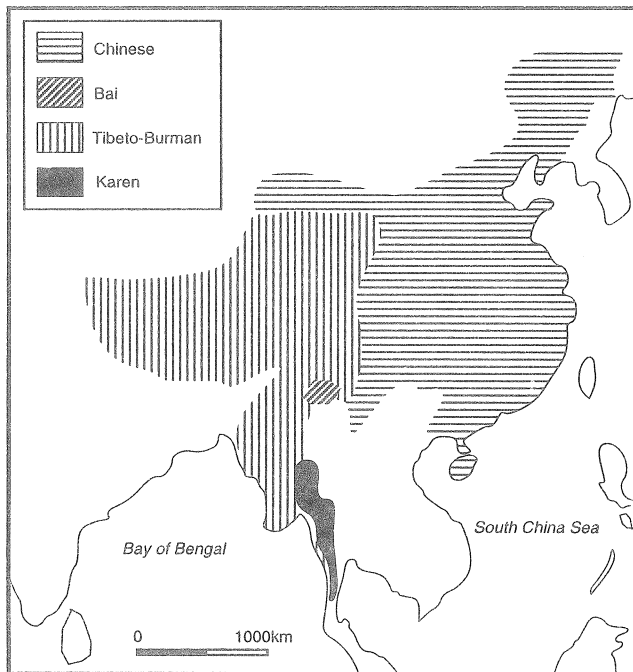 Chinese
Bai
Tibeto-Burman
Karen
South China Sea
Bay of Bengal
0 1000km